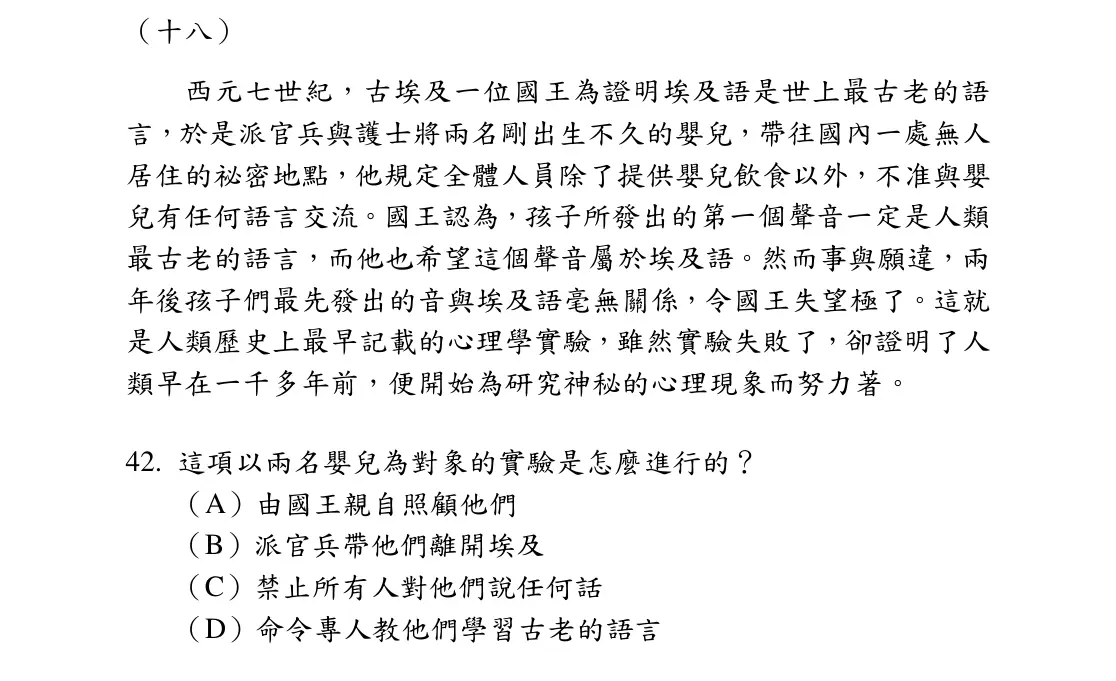 （十八）
西元七世紀，古埃及一位國王為證明埃及語是世上最古老的語
言，於是派官兵與護士將兩名剛出生不久的嬰兒，帶往國內一處無人
居住的祕密地點，他規定全體人員除了提供嬰兒飲食以外，不准與嬰
兒有任何語言交流。國王認為，孩子所發出的第一個聲音一定是人類
最古老的語言，而他也希望這個聲音屬於埃及語。然而事與願違，兩
年後孩子們最先發出的音與埃及語毫無關係，令國王失望極了。這就
是人類歷史上最早記載的心理學實驗，雖然實驗失敗了，卻證明了人
類早在一千多年前，便開始為研究神秘的心理現象而努力著。
42. 這項以兩名嬰兒為對象的實驗是怎麼進行的？
（A）由國王親自照顧他們
（B）派官兵帶他們離開埃及
（C）禁止所有人對他們說任何話
（D）命令專人教他們學習古老的語言